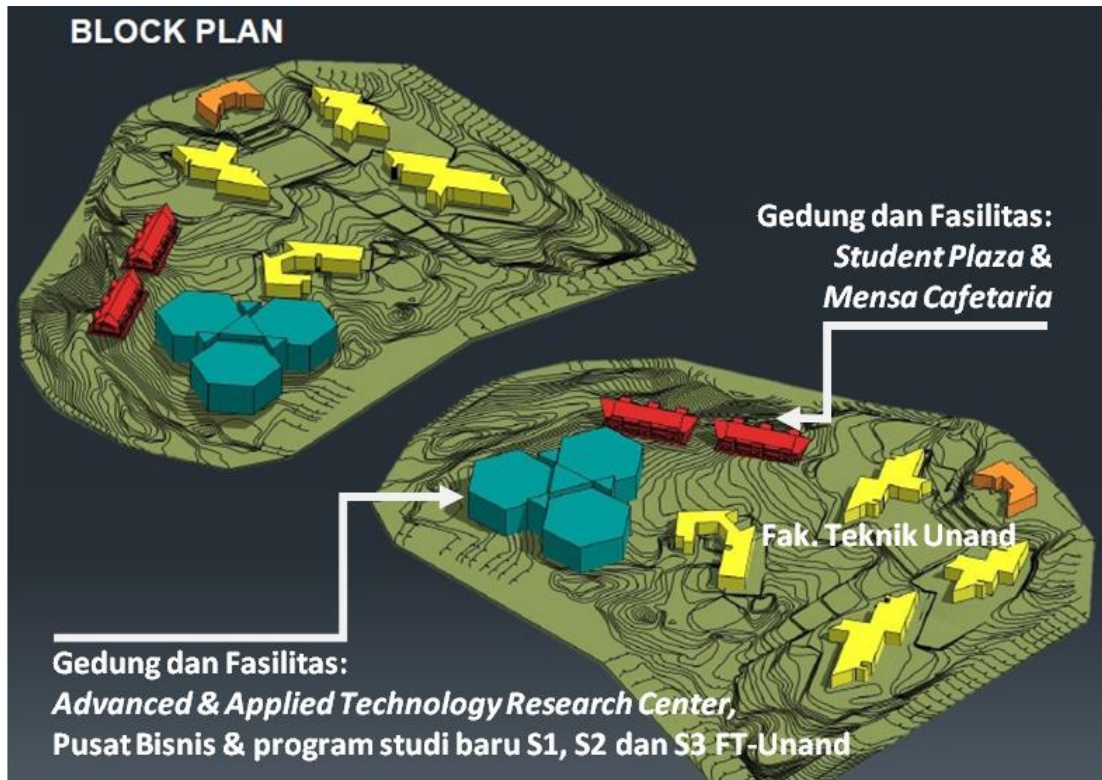 BLOCK PLAN
Gedung dan Fasilitas:
Student Plaza &
Mensa Cafetaria
Fak. Teknik Unand
Gedung dan Fasilitas:
Advanced & Applied Technology Research Center,
Pusat Bisnis & program studi baru S1, S2 dan S3 FT-Unand